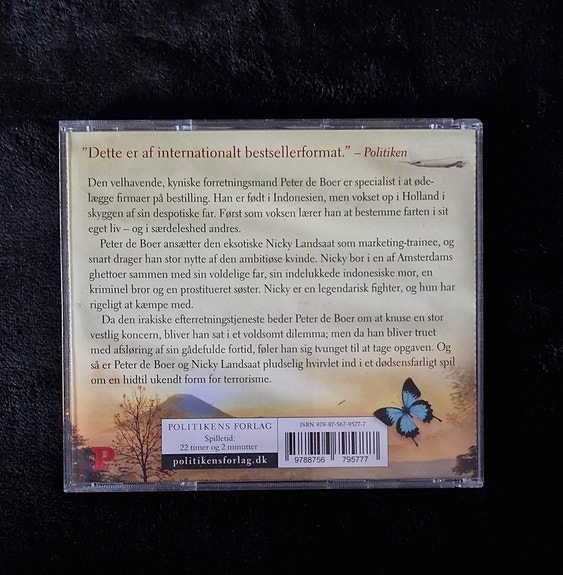 ”Dette er af internationalt bestsellerformat.” – Politiken
Den velhavende, kyniske forretningsmand Peter de Boer er specialist i at øde-
lægge firmaer på bestilling. Han er født i Indonesien, men vokset op i Holland i
skyggen af sin despotiske far. Først som voksen lærer han at bestemme farten i sit
eget liv – og i særdeleshed andres.
Peter de Boer ansætter den eksotiske Nicky Landsaat som marketing-trainee, og
snart drager han stor nytte af den ambitiøse kvinde. Nicky bor i en af Amsterdams
ghettoer sammen med sin voldelige far, sin indelukkede indonesiske mor, en
kriminel bror og en prostitueret søster. Nicky er en legendarisk fighter, og hun har
rigeligt at kæmpe med.
Da den irakiske efterretningstjeneste beder Peter de Boer om at knuse en stor
vestlig koncern, bliver han sat i et voldsomt dilemma; men da han bliver truet
med afsløring af sin gådefulde fortid, føler han sig tvunget til at tage opgaven. Og
så er Peter de Boer og Nicky Landsaat pludselig hvirvlet ind i et dødsensfarligt spil
om en hidtil ukendt form for terrorisme.
POLITIKENS FORLAG
Spilletid:
22 timer og 2 minutter
politikensforlag.dk
ISBN 978-87-567-9577-7
9788756 795777
P